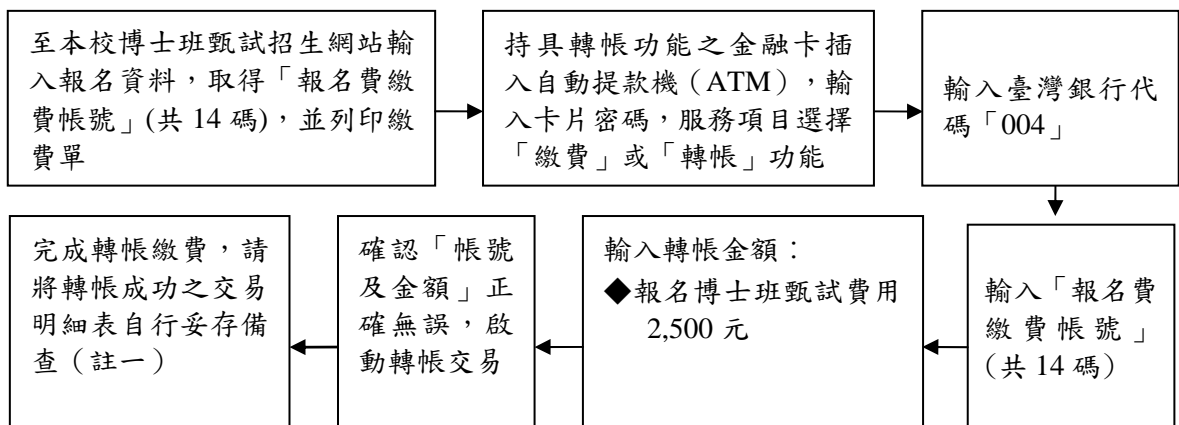 至本校博士班甄試招生網站輸
入報名資料，取得「報名費繳
費帳號」(共 14 碼)，並列印繳
費單
持具轉帳功能之金融卡插
入自動提款機（ATM），輸
入卡片密碼，服務項目選擇
「繳費」或「轉帳」功能
輸入臺灣銀行代
碼「004」
輸入「報名費
繳費帳號」
(共 14 碼)
輸入轉帳金額：
◆報名博士班甄試費用
2,500 元
確認「帳號
及金額」正
確無誤，啟
動轉帳交易
完成轉帳繳費，請
將轉帳成功之交易
明細表自行妥存備
查（註一）